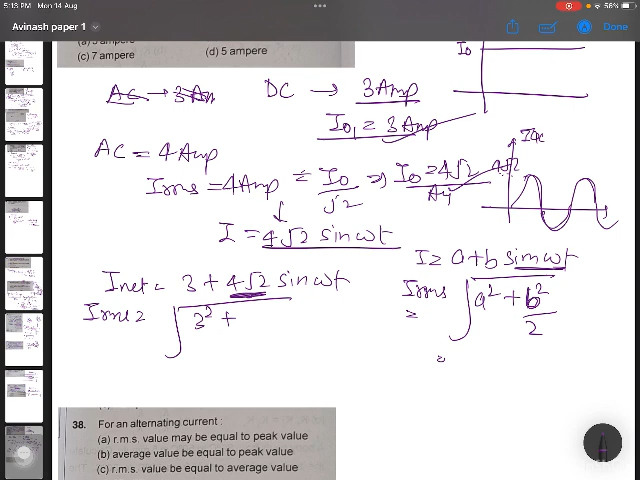 5:13 PM Mon 14 Aug
56%
Avinash paper 1
(a) 5 ampere
(c) 7 ampere
(d) 5 ampere
I0
AC → 3 Am
DC → 3 Amp
I01 = 3 Amp
AC = 4 Amp
Irms = 4 Amp = I0/√2 ⇒ I0 = 4√2
4√2
I = 4√2 sin ωt
I = a + b sin ωt
Inet = 3 + 4√2 sin ωt
Irms = √a² + b²/2
Irms = √3² +
=
38. For an alternating current :
(a) r.m.s. value may be equal to peak value
(b) average value be equal to peak value
(c) r.m.s. value be equal to average value